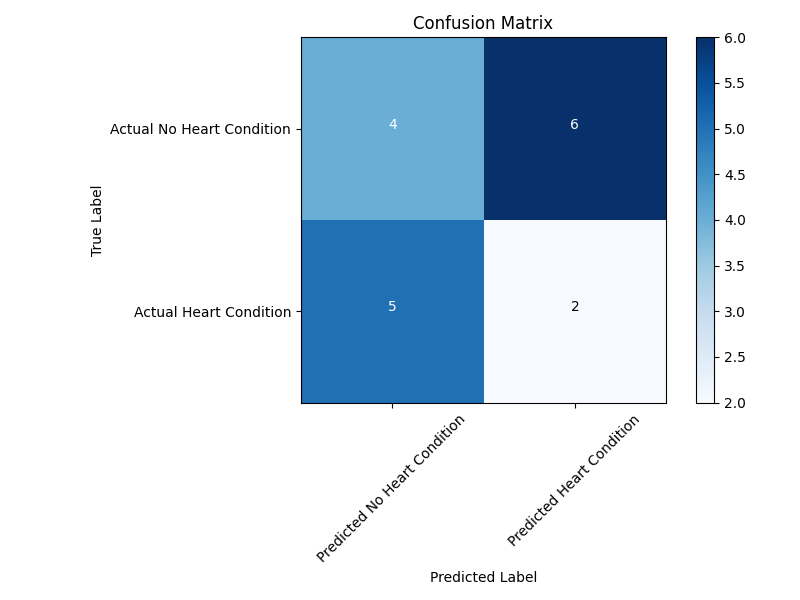 Confusion Matrix
Actual No Heart Condition
Actual Heart Condition
True Label
4
6
5
2
Predicted No Heart Condition
Predicted Heart Condition
Predicted Label
6.0
5.5
5.0
4.5
4.0
3.5
3.0
2.5
2.0